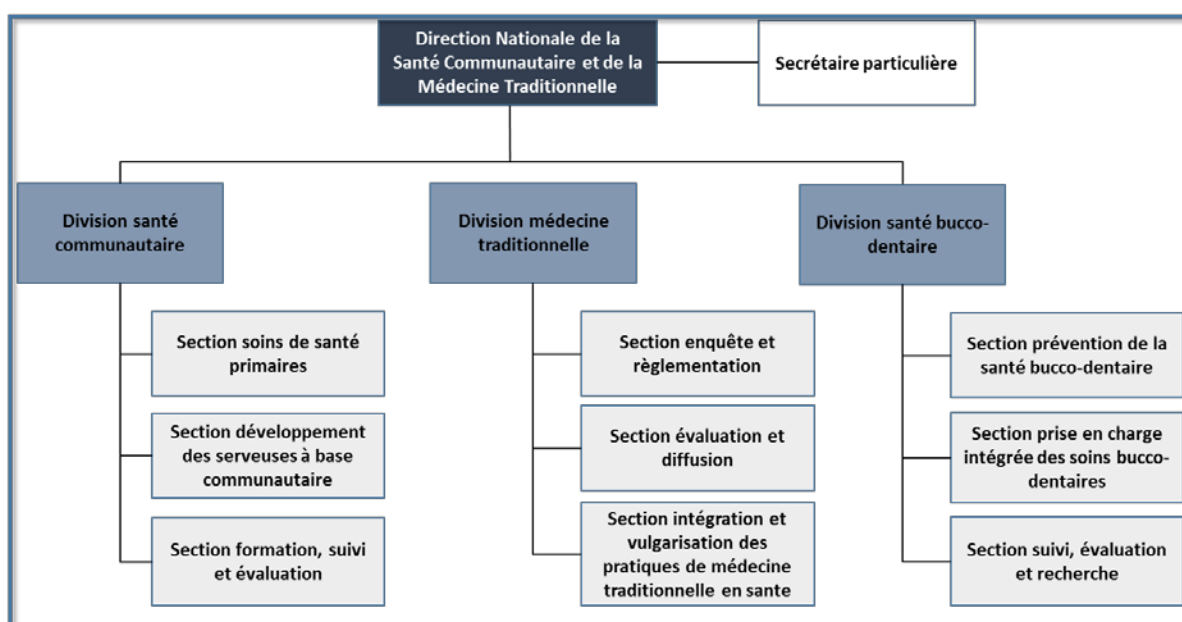 Direction Nationale de la
Santé Communautaire et de la
Médecine Traditionnelle
Secrétaire particulière
Division santé
communautaire
Division médecine
traditionnelle
Division santé bucco-
dentaire
Section soins de santé
primaires
Section développement
des serveuses à base
communautaire
Section formation, suivi
et évaluation
Section enquête et
règlementation
Section évaluation et
diffusion
Section intégration et
vulgarisation des
pratiques de médecine
traditionnelle en sante
Section prévention de la
santé bucco-dentaire
Section prise en charge
intégrée des soins bucco-
dentaires
Section suivi, évaluation
et recherche